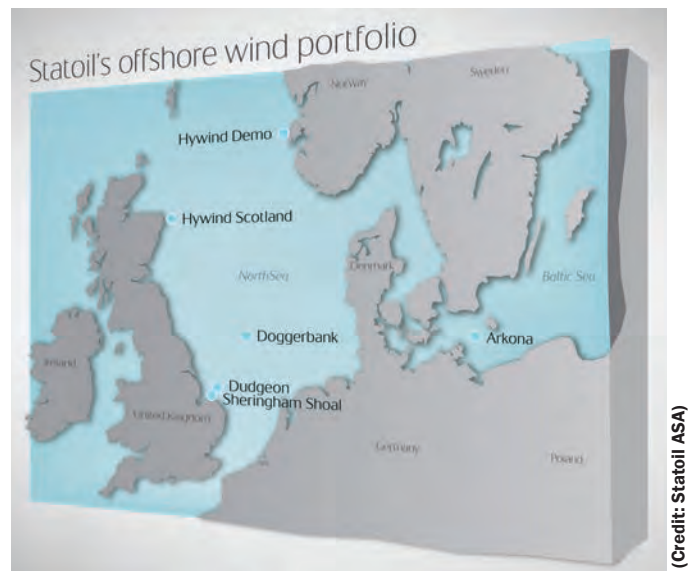 Statoil's offshore wind portfolio
Norway
Sweden
Hywind Demo
Hywind Scotland
NorthSea
Denmark
Baltic Sea
Doggerbank
Arkona
Ireland
Dudgeon
Sheringham Shoal
United Kingdom
Germany
Poland
(Credit: Statoil ASA)